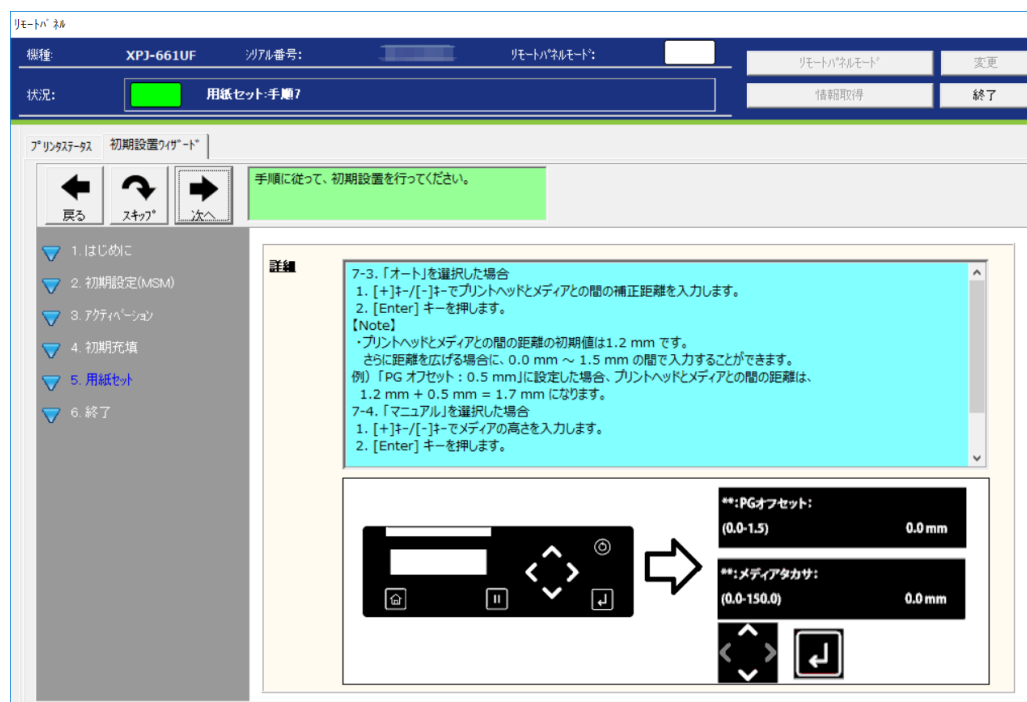 リモートパネル
機種:
XPJ-661UF
シリアル番号:
リモートパネルモード:
リモートパネルモード
変更
状況:
用紙セット:手順7
情報取得
終了
プリンタステータス
初期設置ウィザード
戻る
スキップ
次へ
手順に従って、初期設置を行ってください。
1. はじめに
2. 初期設定(MSM)
3. アクティベーション
4. 初期充填
5. 用紙セット
6. 終了
詳細
7-3.「オート」を選択した場合
1. [+]キー/[-]キーでプリントヘッドとメディアとの間の補正距離を入力します。
2. [Enter] キーを押します。
【Note】
・プリントヘッドとメディアとの間の距離の初期値は1.2 mm です。
さらに距離を広げる場合に、0.0 mm ～ 1.5 mm の間で入力することができます。
例)「PG オフセット：0.5 mm」に設定した場合、プリントヘッドとメディアとの間の距離は、
1.2 mm + 0.5 mm = 1.7 mm になります。
7-4.「マニュアル」を選択した場合
1. [+]キー/[-]キーでメディアの高さを入力します。
2. [Enter] キーを押します。
**:PGオフセット:
(0.0-1.5) 0.0 mm
**:メディアタカサ:
(0.0-150.0) 0.0 mm